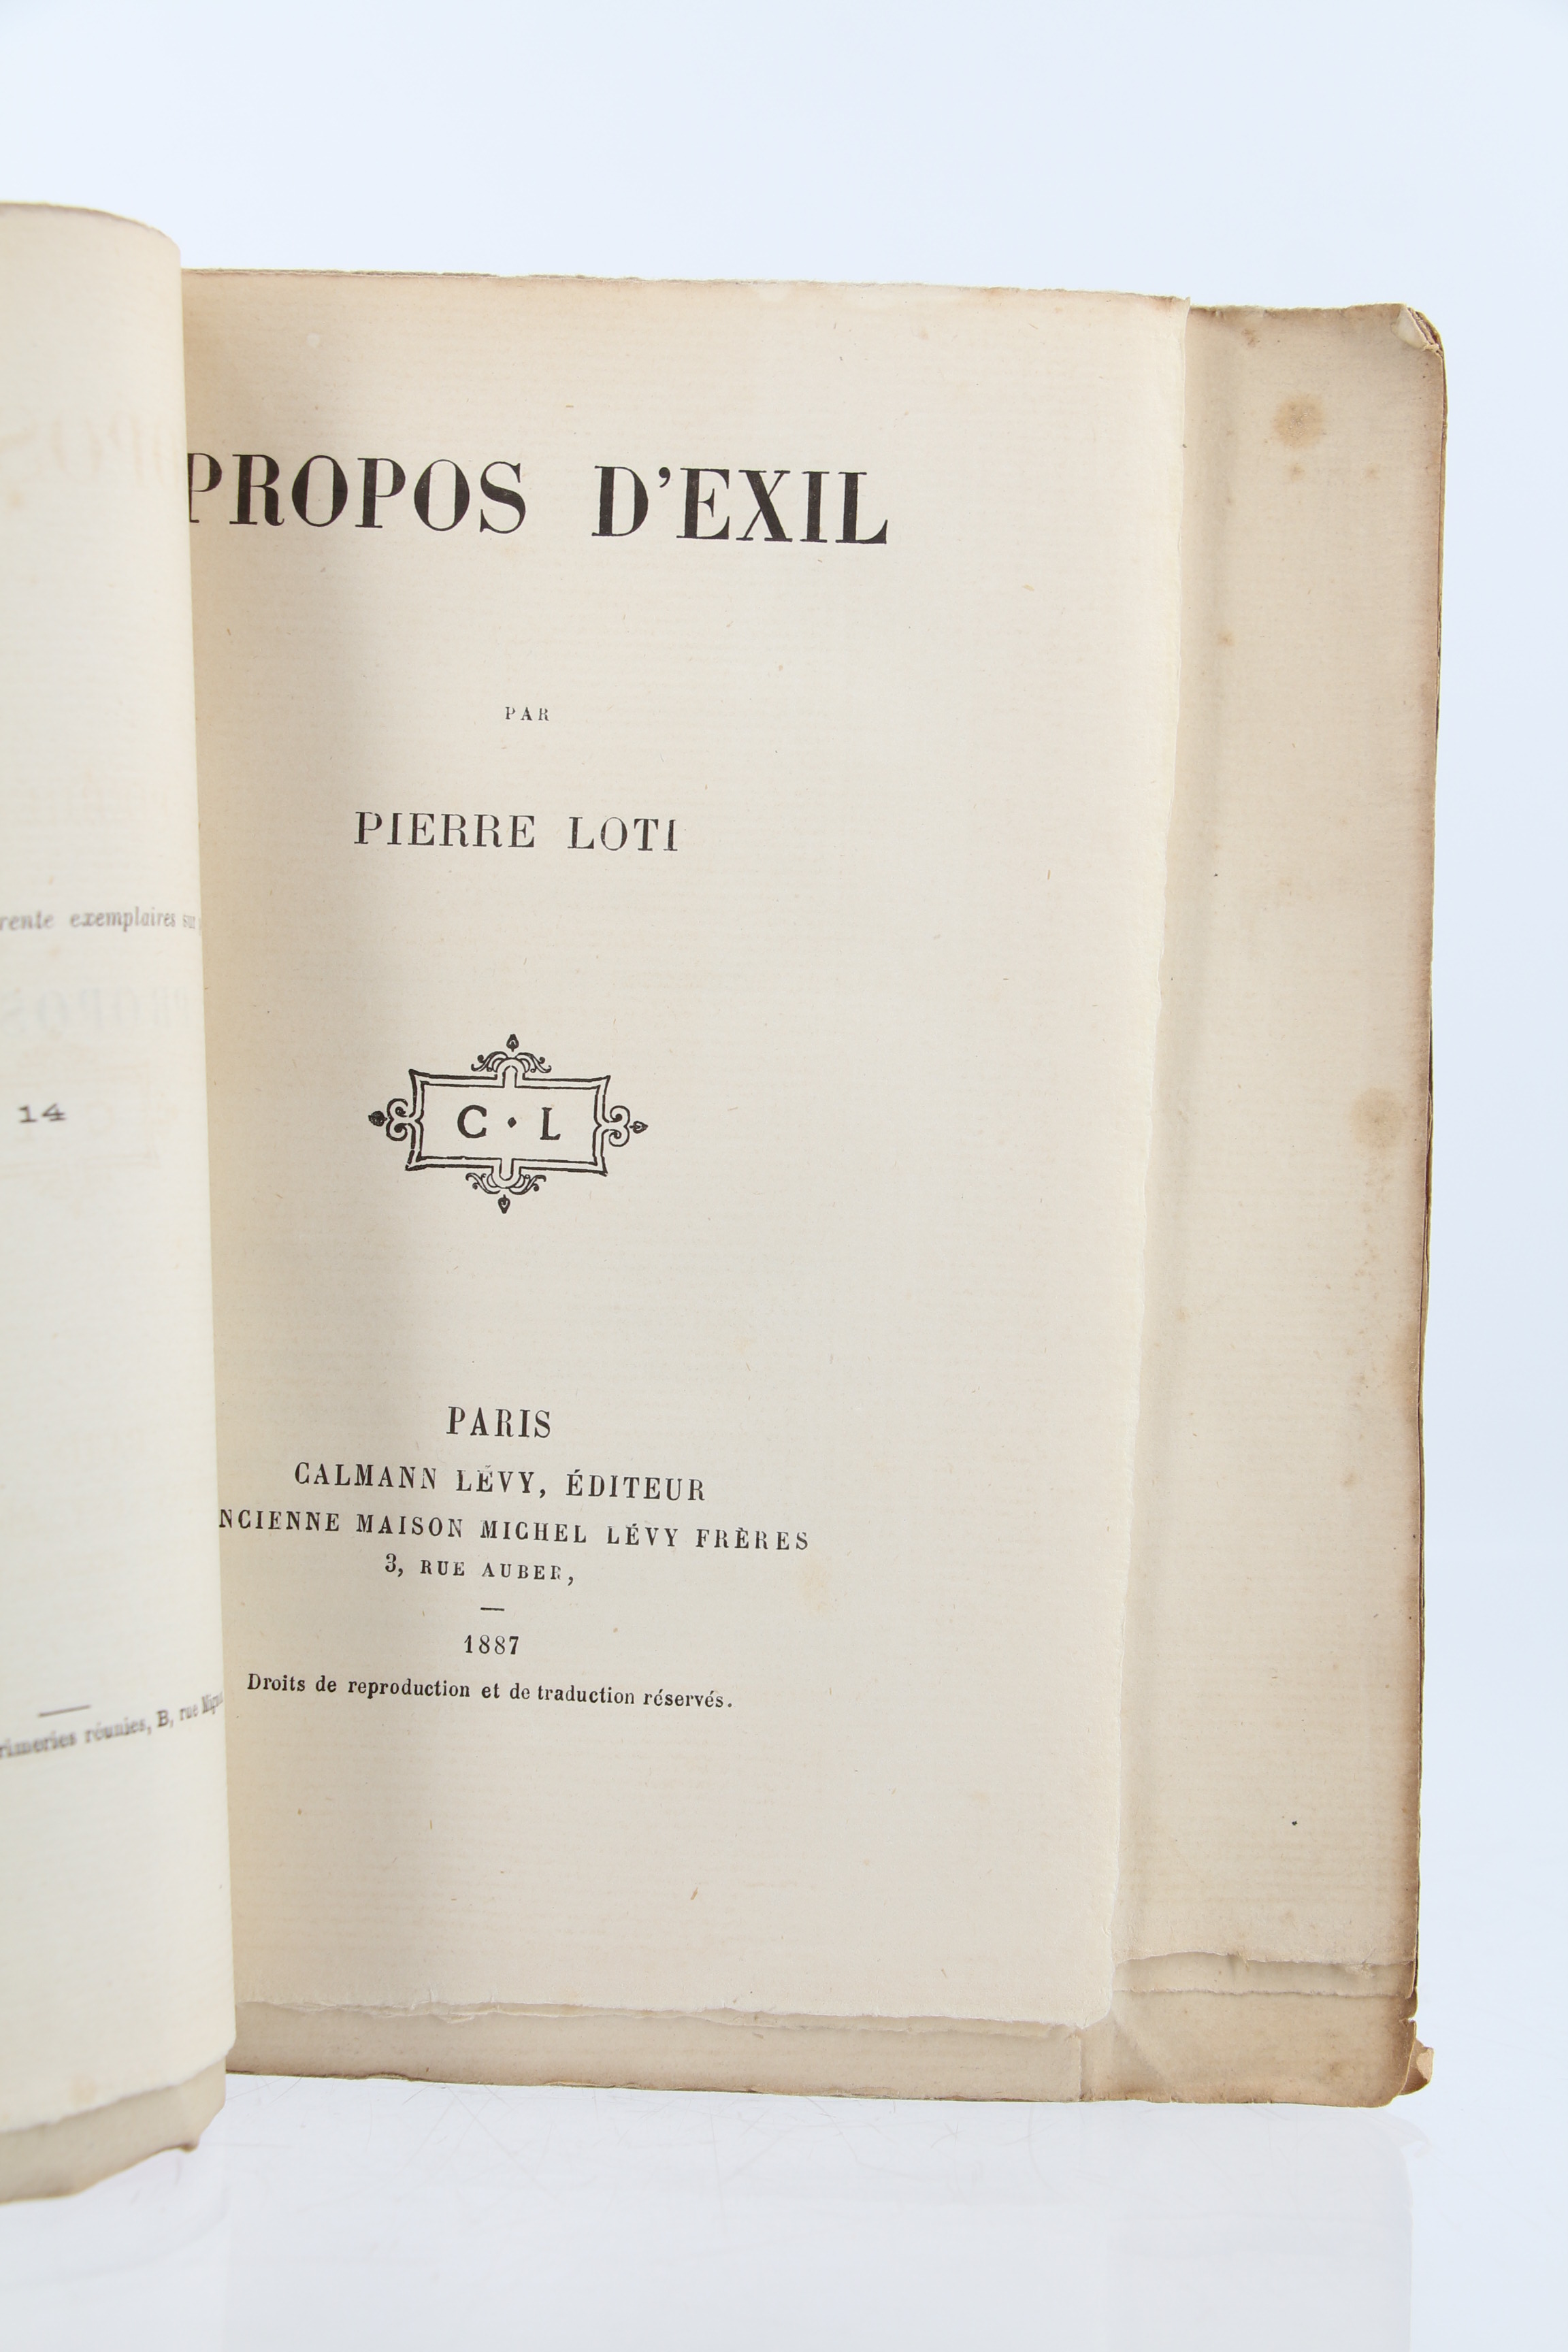 rente exemplaires sur
14
rimeries réunies, B, rue
PROPOS D'EXIL
PAR
PIERRE LOTI
C · L
PARIS
CALMANN LÉVY, ÉDITEUR
NCIENNE MAISON MICHEL LÉVY FRÈRES
3, RUE AUBER,
1887
Droits de reproduction et de traduction réservés.